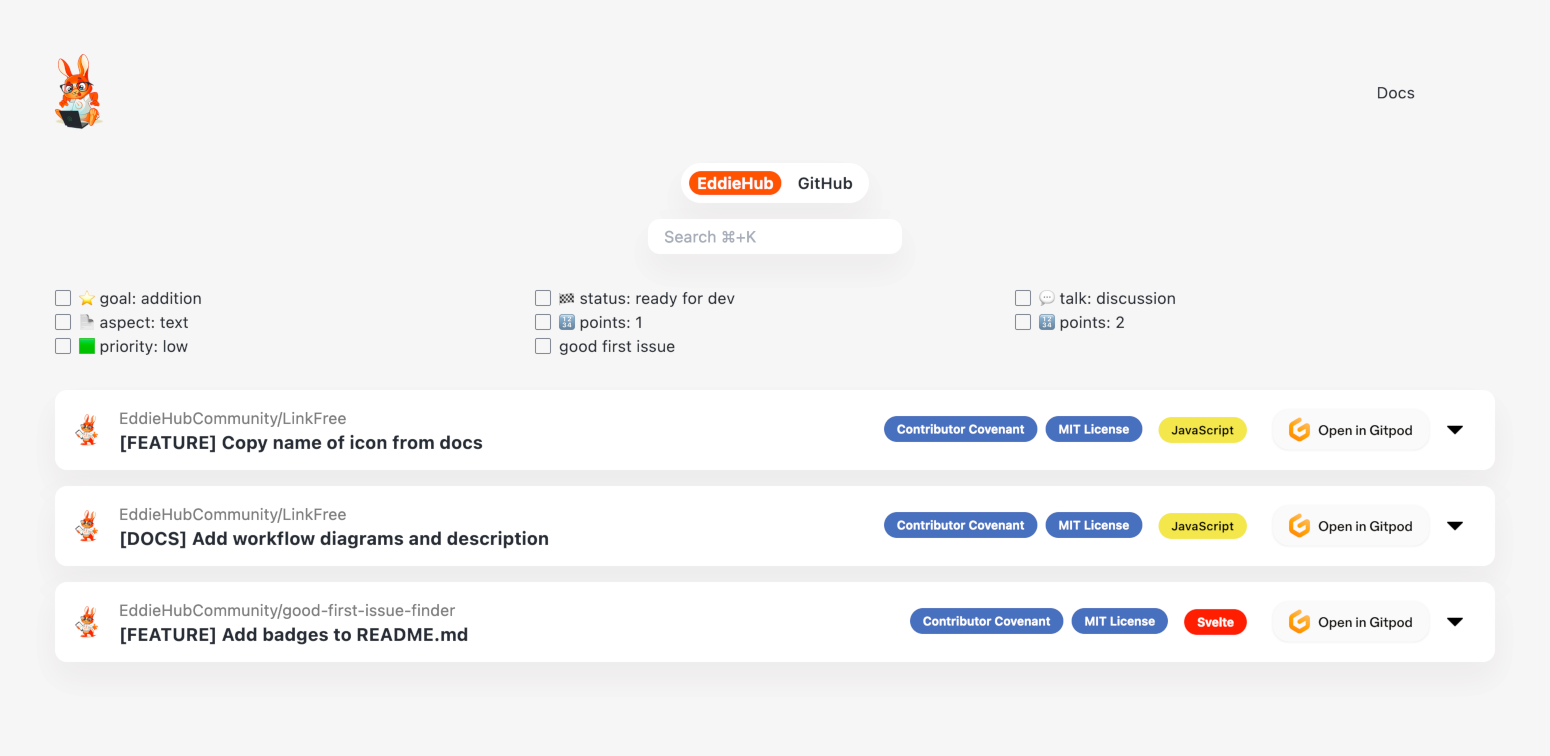 Docs
EddieHub GitHub
Search ⌘+K
goal: addition
status: ready for dev
talk: discussion
aspect: text
points: 1
points: 2
priority: low
good first issue
EddieHubCommunity/LinkFree
[FEATURE] Copy name of icon from docs
Contributor Covenant MIT License JavaScript Open in Gitpod
EddieHubCommunity/LinkFree
[DOCS] Add workflow diagrams and description
Contributor Covenant MIT License JavaScript Open in Gitpod
EddieHubCommunity/good-first-issue-finder
[FEATURE] Add badges to README.md
Contributor Covenant MIT License Svelte Open in Gitpod